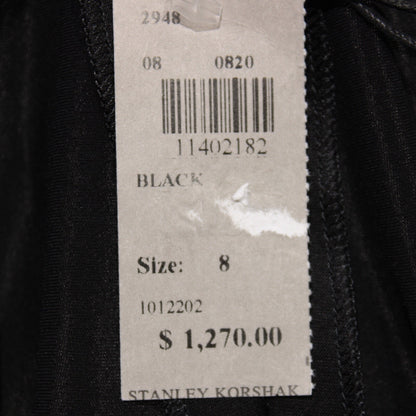 2948
08 0820
11402182
BLACK
Size: 8
1012202
$ 1,270.00
STANLEY KORSHAK